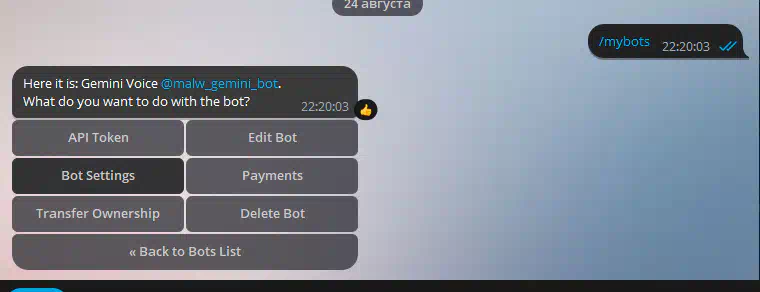 24 августа
/mybots 22:20:03
Here it is: Gemini Voice @malw_gemini_bot.
What do you want to do with the bot? 22:20:03
API Token
Edit Bot
Bot Settings
Payments
Transfer Ownership
Delete Bot
« Back to Bots List